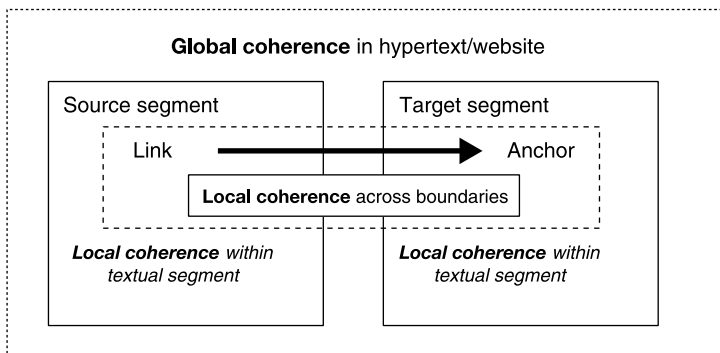 Global coherence in hypertext/website
Source segment
Target segment
Link
Anchor
Local coherence across boundaries
Local coherence within
textual segment
Local coherence within
textual segment